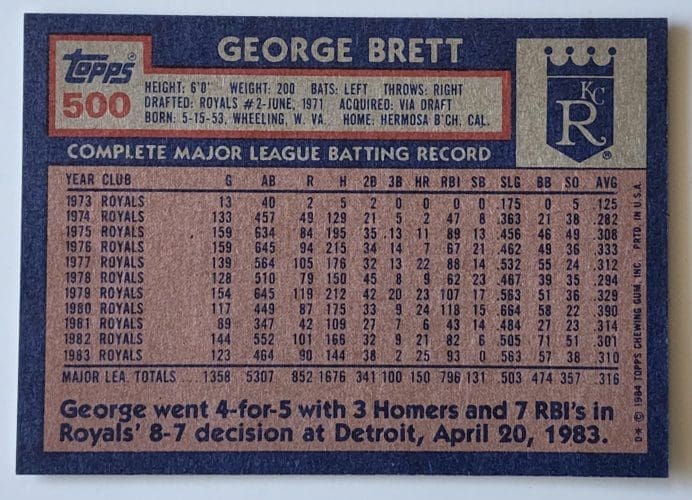 GEORGE BRETT
Topps
500
HEIGHT: 6'0" WEIGHT: 200 BATS: LEFT THROWS: RIGHT
DRAFTED: ROYALS #2-JUNE, 1971 ACQUIRED: VIA DRAFT
BORN: 5-15-53, WHEELING, W. VA. HOME: HERMOSA B'CH, CAL.
KC
R
®
COMPLETE MAJOR LEAGUE BATTING RECORD
YEAR CLUB G AB R H 2B 3B HR RBI SB SLG BB SO AVG
1973 ROYALS 13 40 2 5 2 0 0 0 0 .175 0 5 .125
1974 ROYALS 133 457 49 129 21 5 2 47 8 .363 21 38 .282
1975 ROYALS 159 634 84 195 35 13 11 89 13 .456 46 49 .308
1976 ROYALS 159 645 94 215 34 14 7 67 21 .462 49 36 .333
1977 ROYALS 139 564 105 176 32 13 22 88 14 .532 55 24 .312
1978 ROYALS 128 510 79 150 45 8 9 62 23 .467 39 35 .294
1979 ROYALS 154 645 119 212 42 20 23 107 17 .563 51 36 .329
1980 ROYALS 117 449 87 175 33 9 24 118 15 .664 58 22 .390
1981 ROYALS 89 347 42 109 27 7 6 43 14 .484 27 23 .314
1982 ROYALS 144 552 101 166 32 9 21 82 6 .505 71 51 .301
1983 ROYALS 123 464 90 144 38 2 25 93 0 .563 57 38 .310
MAJOR LEA. TOTALS 1358 5307 852 1676 341 100 150 796 131 .503 474 357 .316
George went 4-for-5 with 3 Homers and 7 RBI's in
Royals' 8-7 decision at Detroit, April 20, 1983.
D* © 1984 TOPPS CHEWING GUM, INC. PRTD. IN U.S.A.